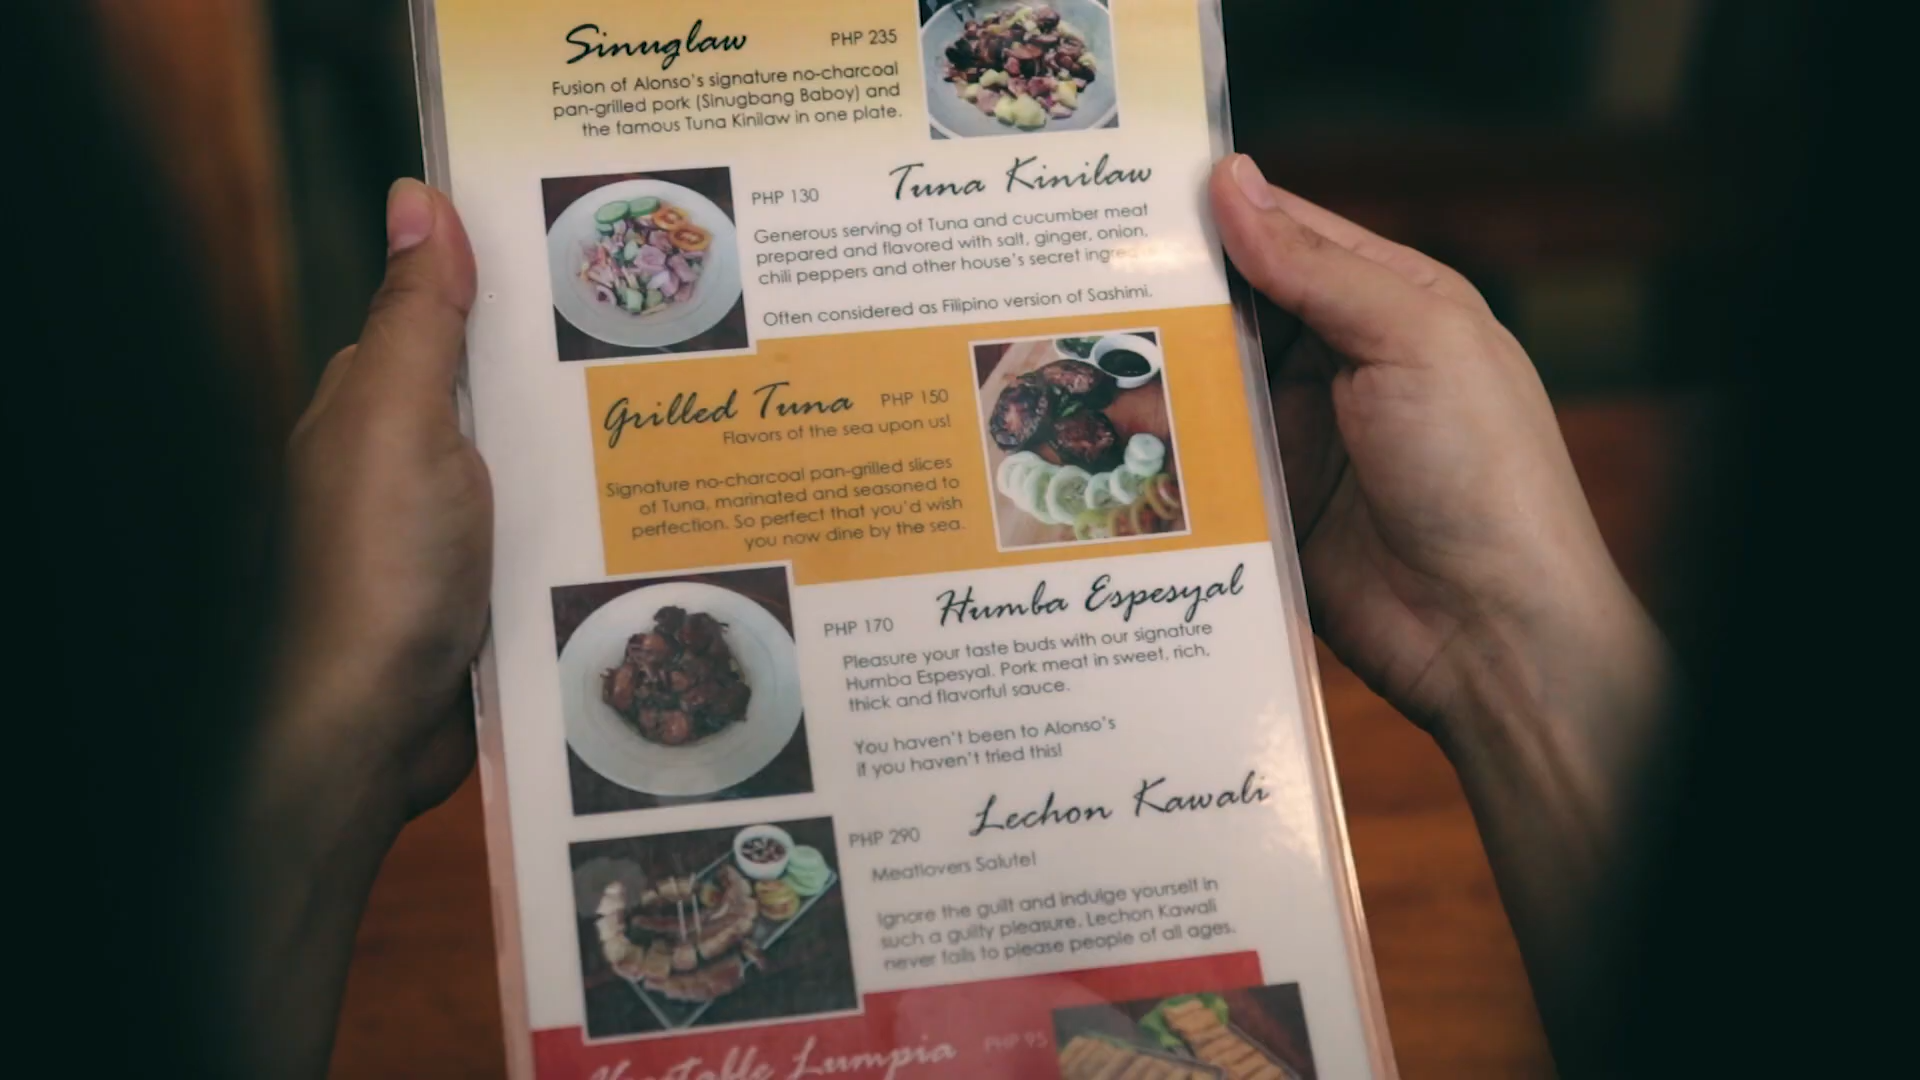 Sinuglaw PHP 235
Fusion of Alonso's signature no-charcoal
pan-grilled pork (Sinugbang Baboy) and
the famous Tuna Kinilaw in one plate.
PHP 130 Tuna Kinilaw
Generous serving of Tuna and cucumber meat
prepared and flavored with salt, ginger, onion,
chili peppers and other house's secret
Often considered as Filipino version of Sashimi.
Grilled Tuna PHP 150
Flavors of the sea upon us!
Signature no-charcoal pan-grilled slices
of Tuna, marinated and seasoned to
perfection. So perfect that you'd wish
you now dine by the sea.
PHP 170 Humba Espesyal
Pleasure your taste buds with our signature
Humba Espesyal. Pork meat in sweet, rich,
thick and flavorful sauce.
You haven't been to Alonso's
if you haven't tried this!
PHP 290 Lechon Kawali
Meatlovers Salute!
Ignore the guilt and indulge yourself in
such a guilty pleasure. Lechon Kawali
never fails to please people of all ages.
Vegetable Lumpia PHP 95